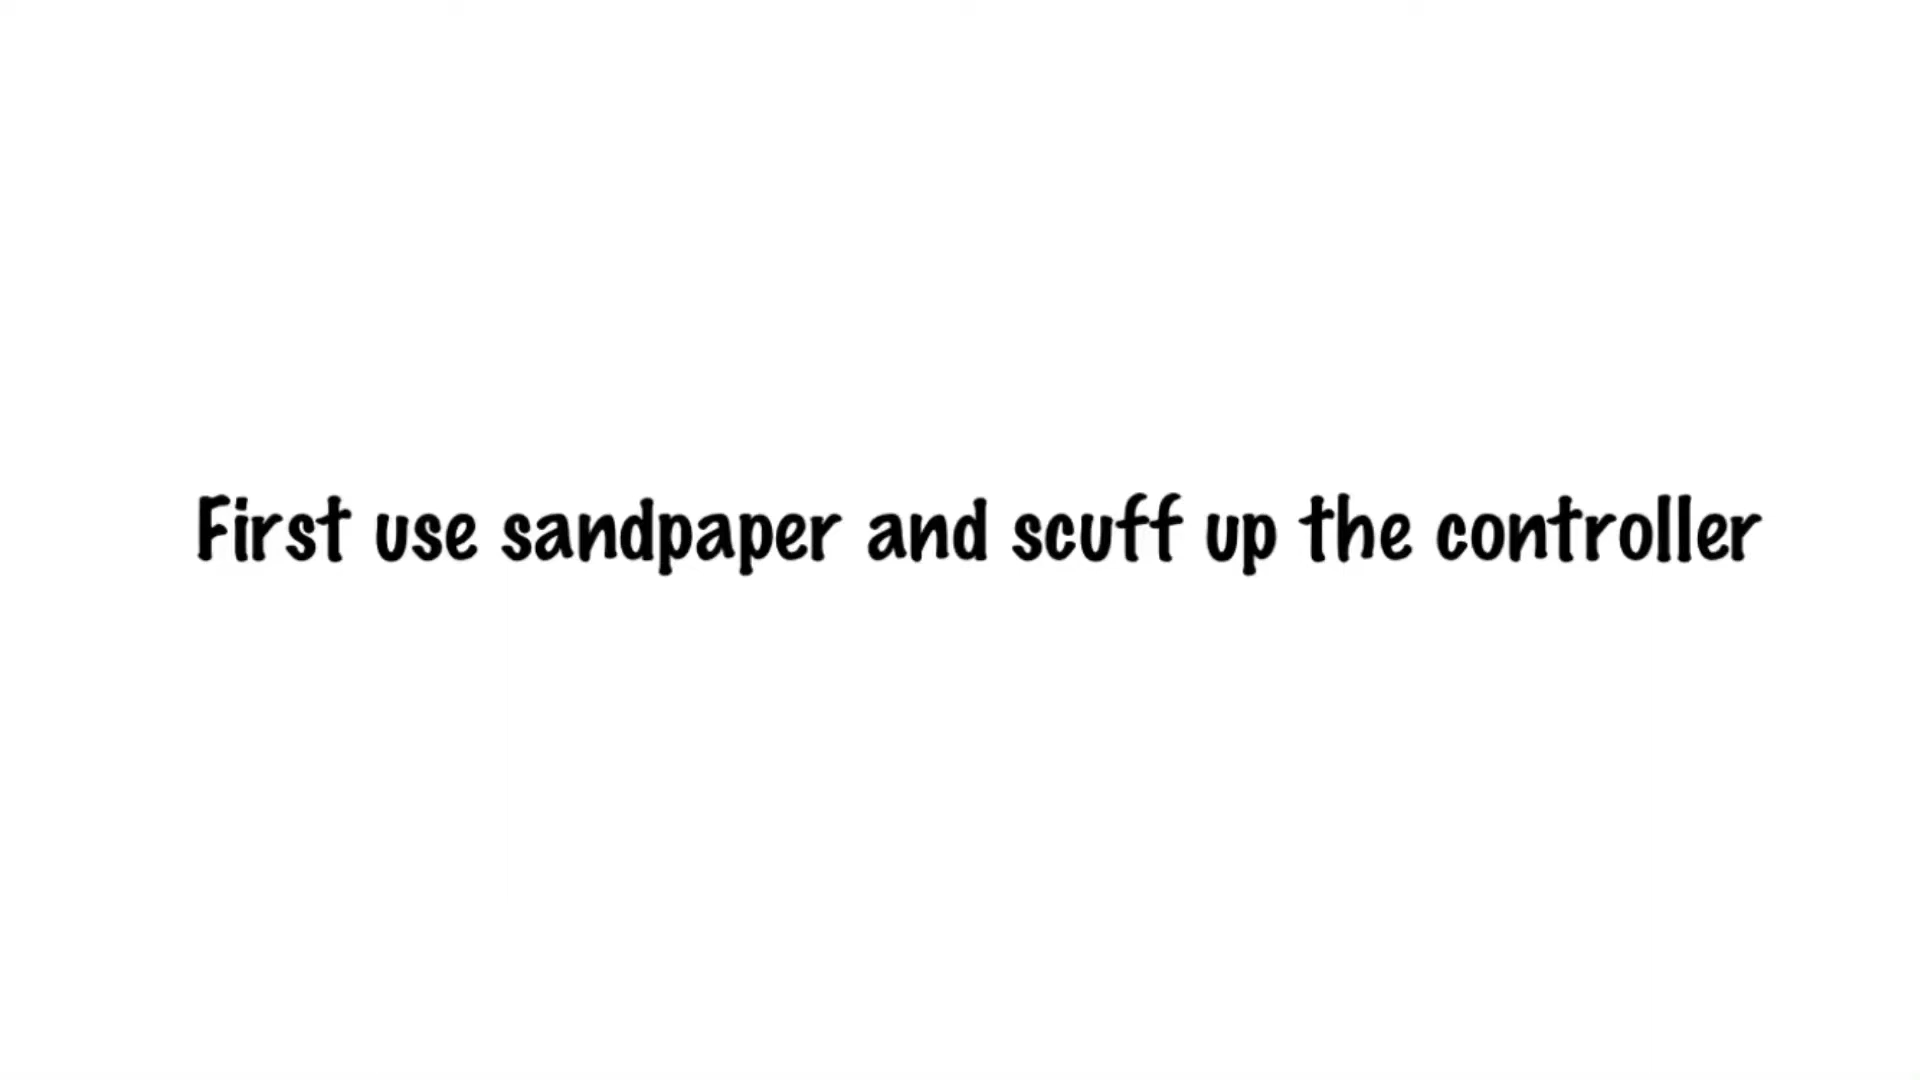 First use sandpaper and scuff up the controller